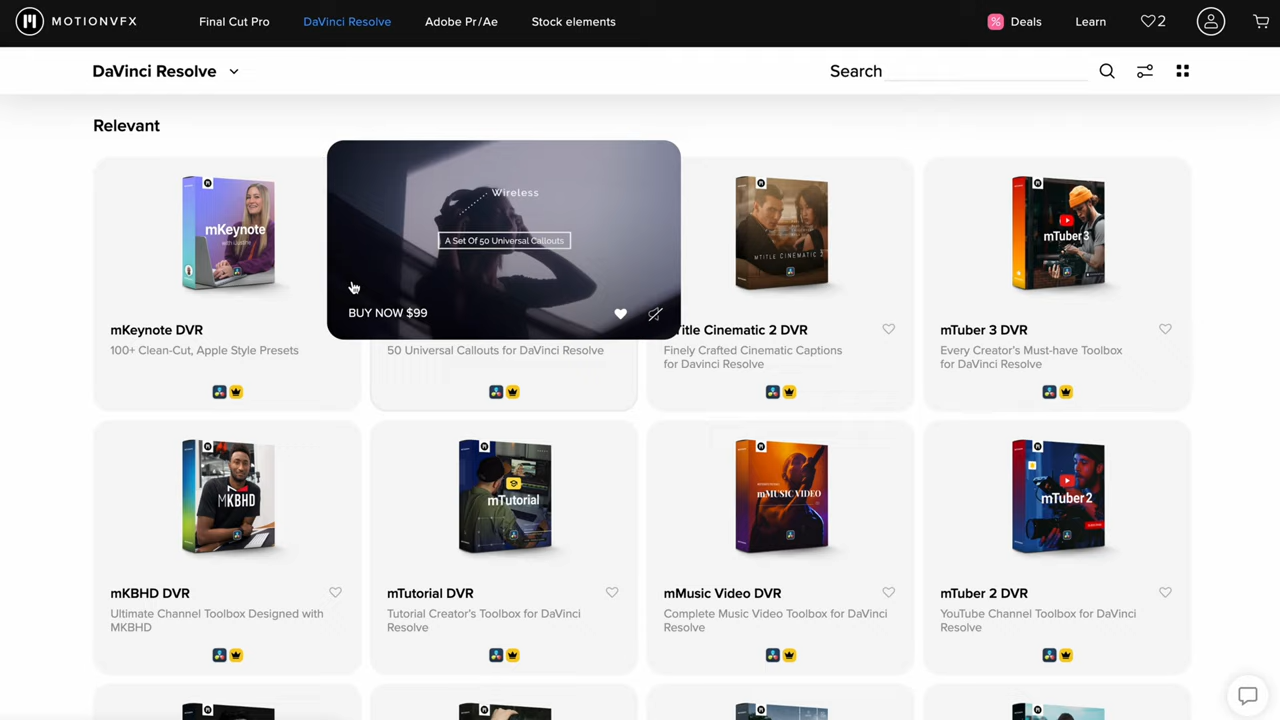 MOTIONVFX
Final Cut Pro
DaVinci Resolve
Adobe Pr/Ae
Stock elements
% Deals
Learn
2
DaVinci Resolve
Search
Relevant
mKeynote
mKeynote DVR
100+ Clean-Cut, Apple Style Presets
Wireless
A Set Of 50 Universal Callouts
BUY NOW $99
50 Universal Callouts for DaVinci Resolve
MTITLE CINEMATIC 2
Title Cinematic 2 DVR
Finely Crafted Cinematic Captions
for DaVinci Resolve
mTuber 3
mTuber 3 DVR
Every Creator's Must-have Toolbox
for DaVinci Resolve
MKBHD
mKBHD DVR
Ultimate Channel Toolbox Designed with
MKBHD
mTutorial
mTutorial DVR
Tutorial Creator's Toolbox for DaVinci
Resolve
mMUSIC VIDEO
mMusic Video DVR
Complete Music Video Toolbox for DaVinci
Resolve
mTuber 2
mTuber 2 DVR
YouTube Channel Toolbox for DaVinci
Resolve